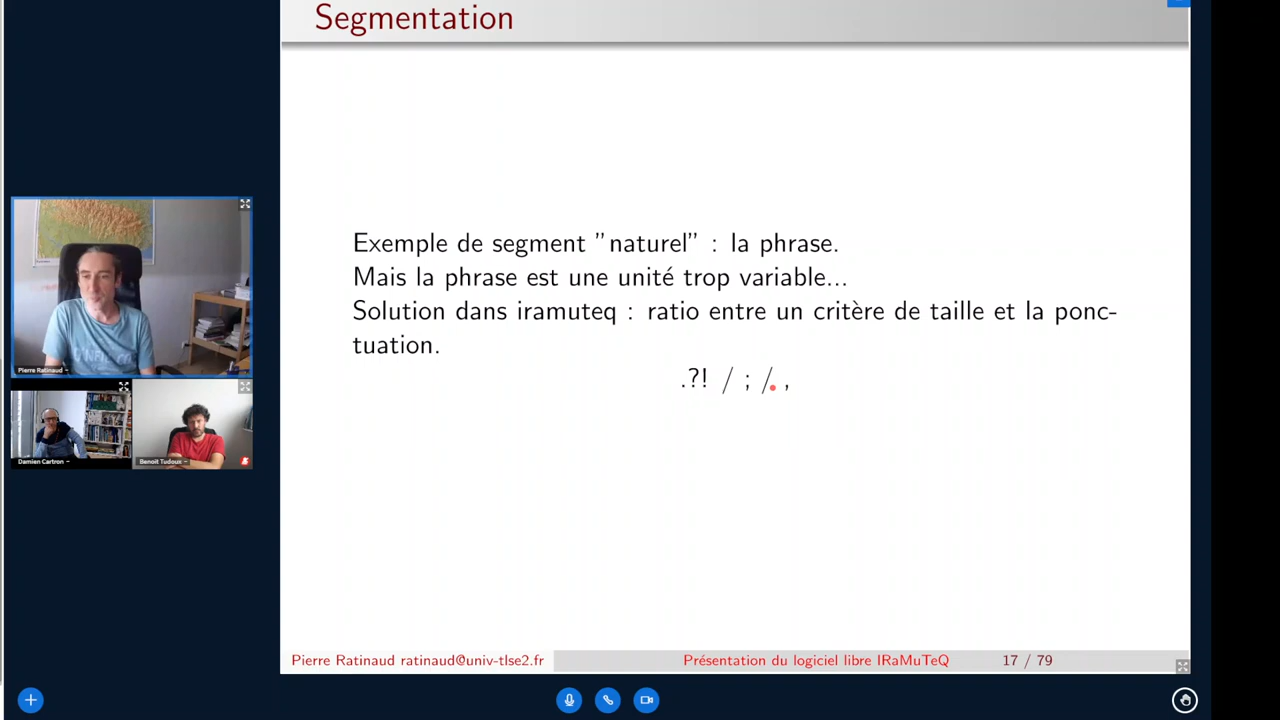 Segmentation
Exemple de segment ”naturel” : la phrase.
Mais la phrase est une unité trop variable...
Solution dans iramuteq : ratio entre un critère de taille et la ponc-
tuation.
.?! / ; / ,
Pierre Ratinaud
Damien Cartron
Benoit Tudoux
Pierre Ratinaud ratinaud@univ-tlse2.fr
Présentation du logiciel libre IRaMuTeQ
17 / 79